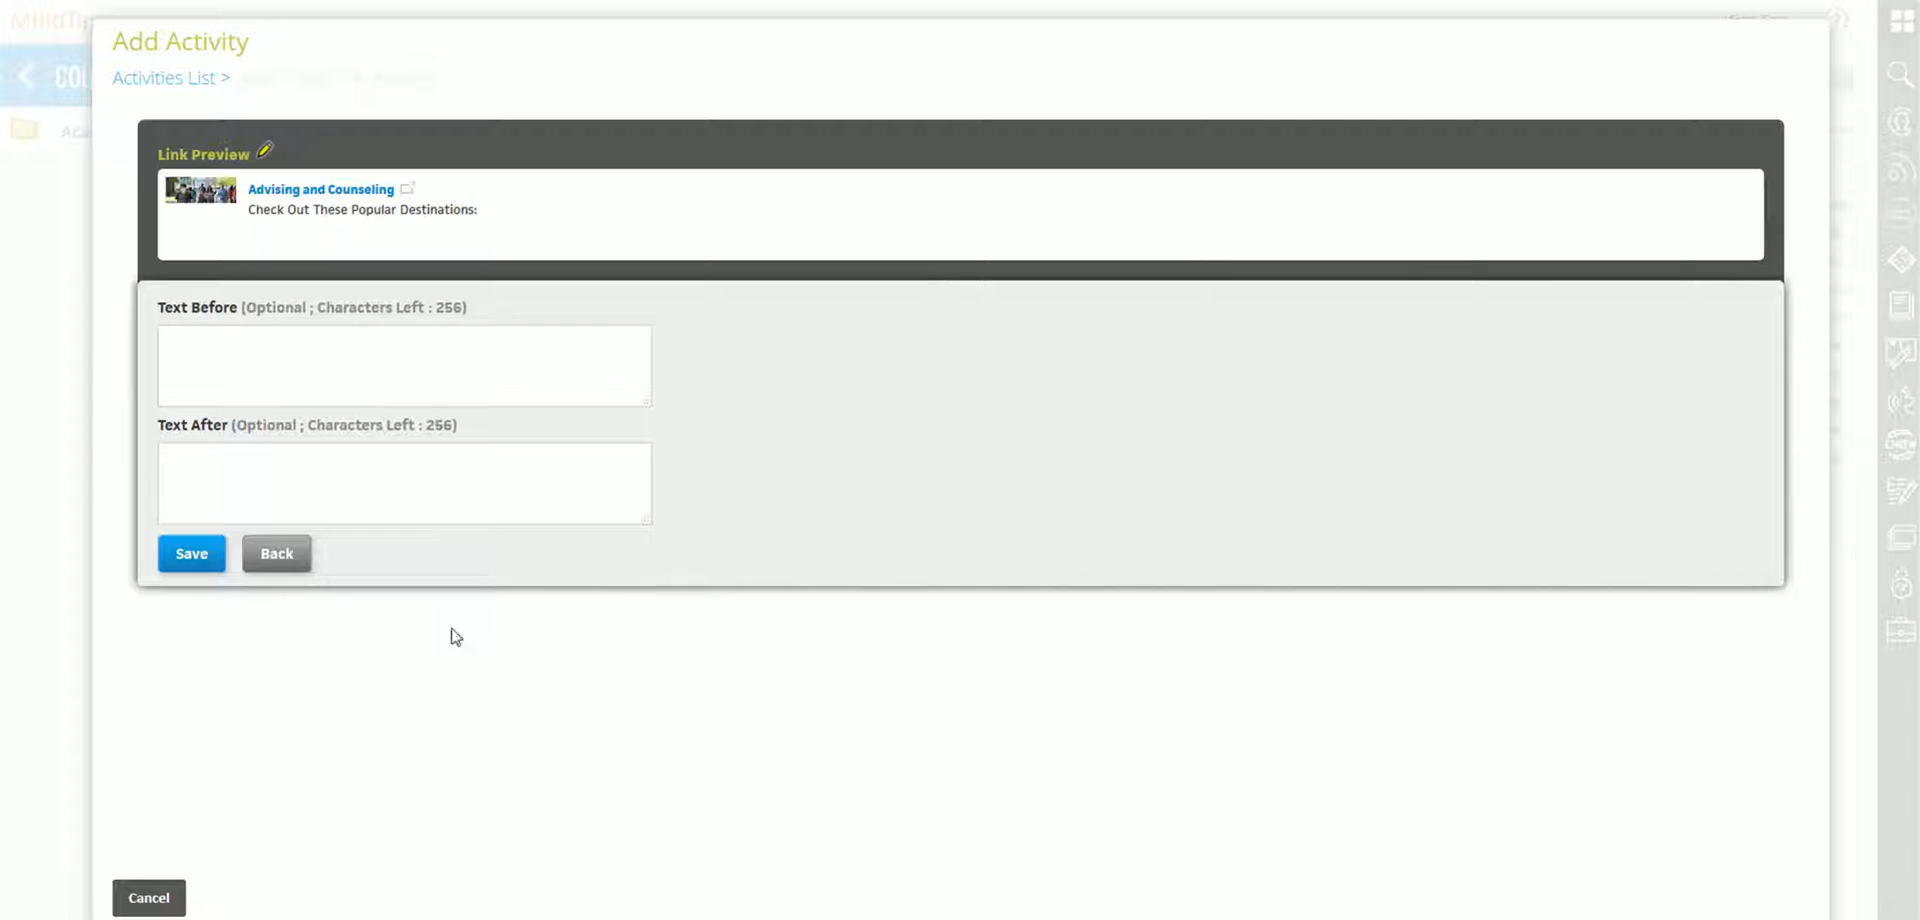 Add Activity
COL
Activities List >
Link Preview
Advising and Counseling
Check Out These Popular Destinations:
Text Before (Optional ; Characters Left : 256)
Text After (Optional ; Characters Left : 256)
Save Back
Cancel